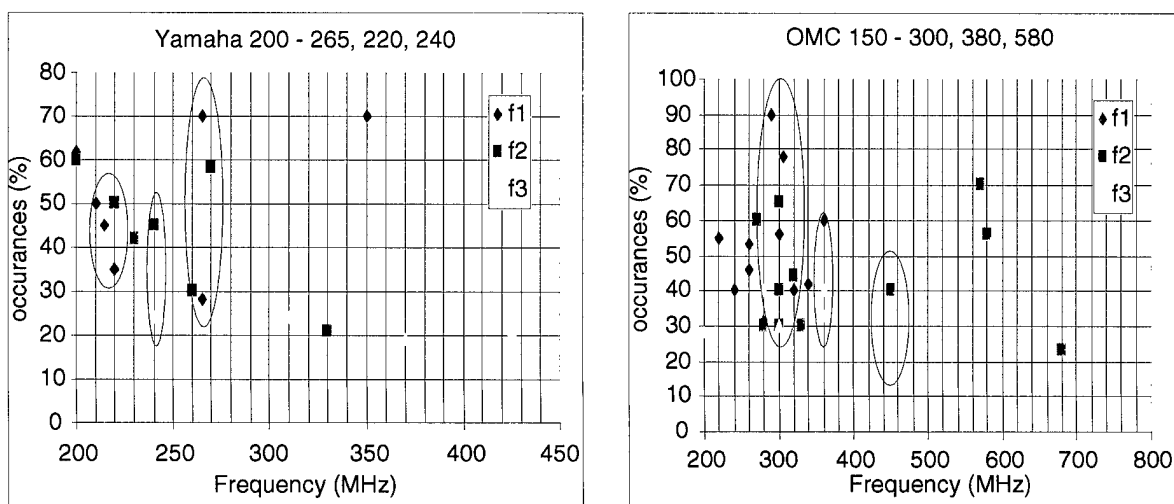 Yamaha 200 - 265, 220, 240
80
70
60
50
40
30
20
10
0
occurances (%)
200
250
300
350
400
450
Frequency (MHz)
f1
f2
f3
OMC 150 - 300, 380, 580
100
90
80
70
60
50
40
30
20
10
0
occurances (%)
200
300
400
500
600
700
800
Frequency (MHz)
f1
f2
f3